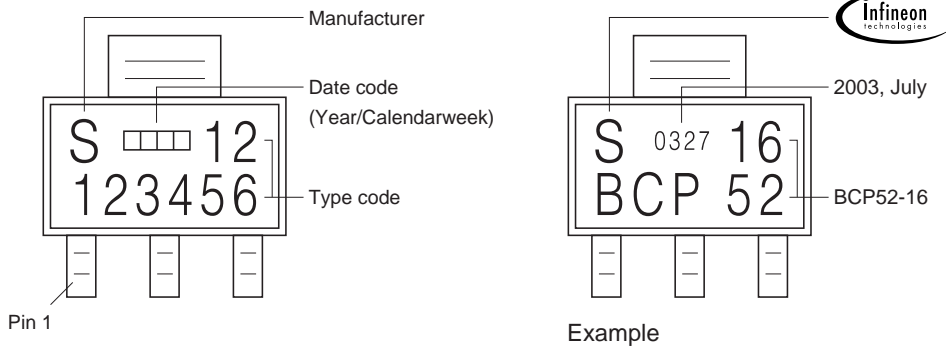 Manufacturer
Date code
(Year/Calendarweek)
S 12
123456
Type code
Pin 1
Infineon
technologies
2003, July
S 0327 16
BCP 52
BCP52-16
Example